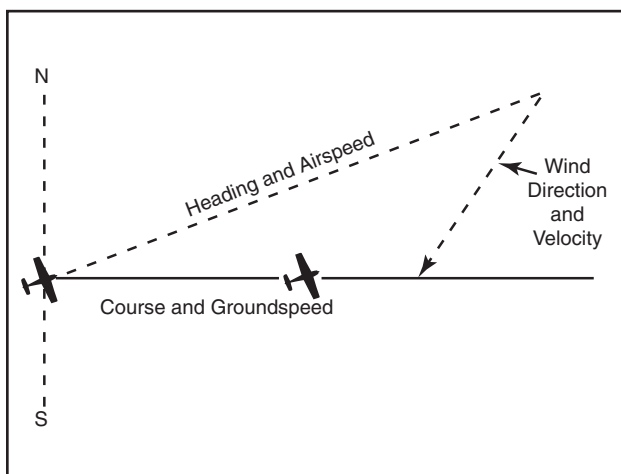 N
Heading and Airspeed
Wind
Direction
and
Velocity
Course and Groundspeed
S